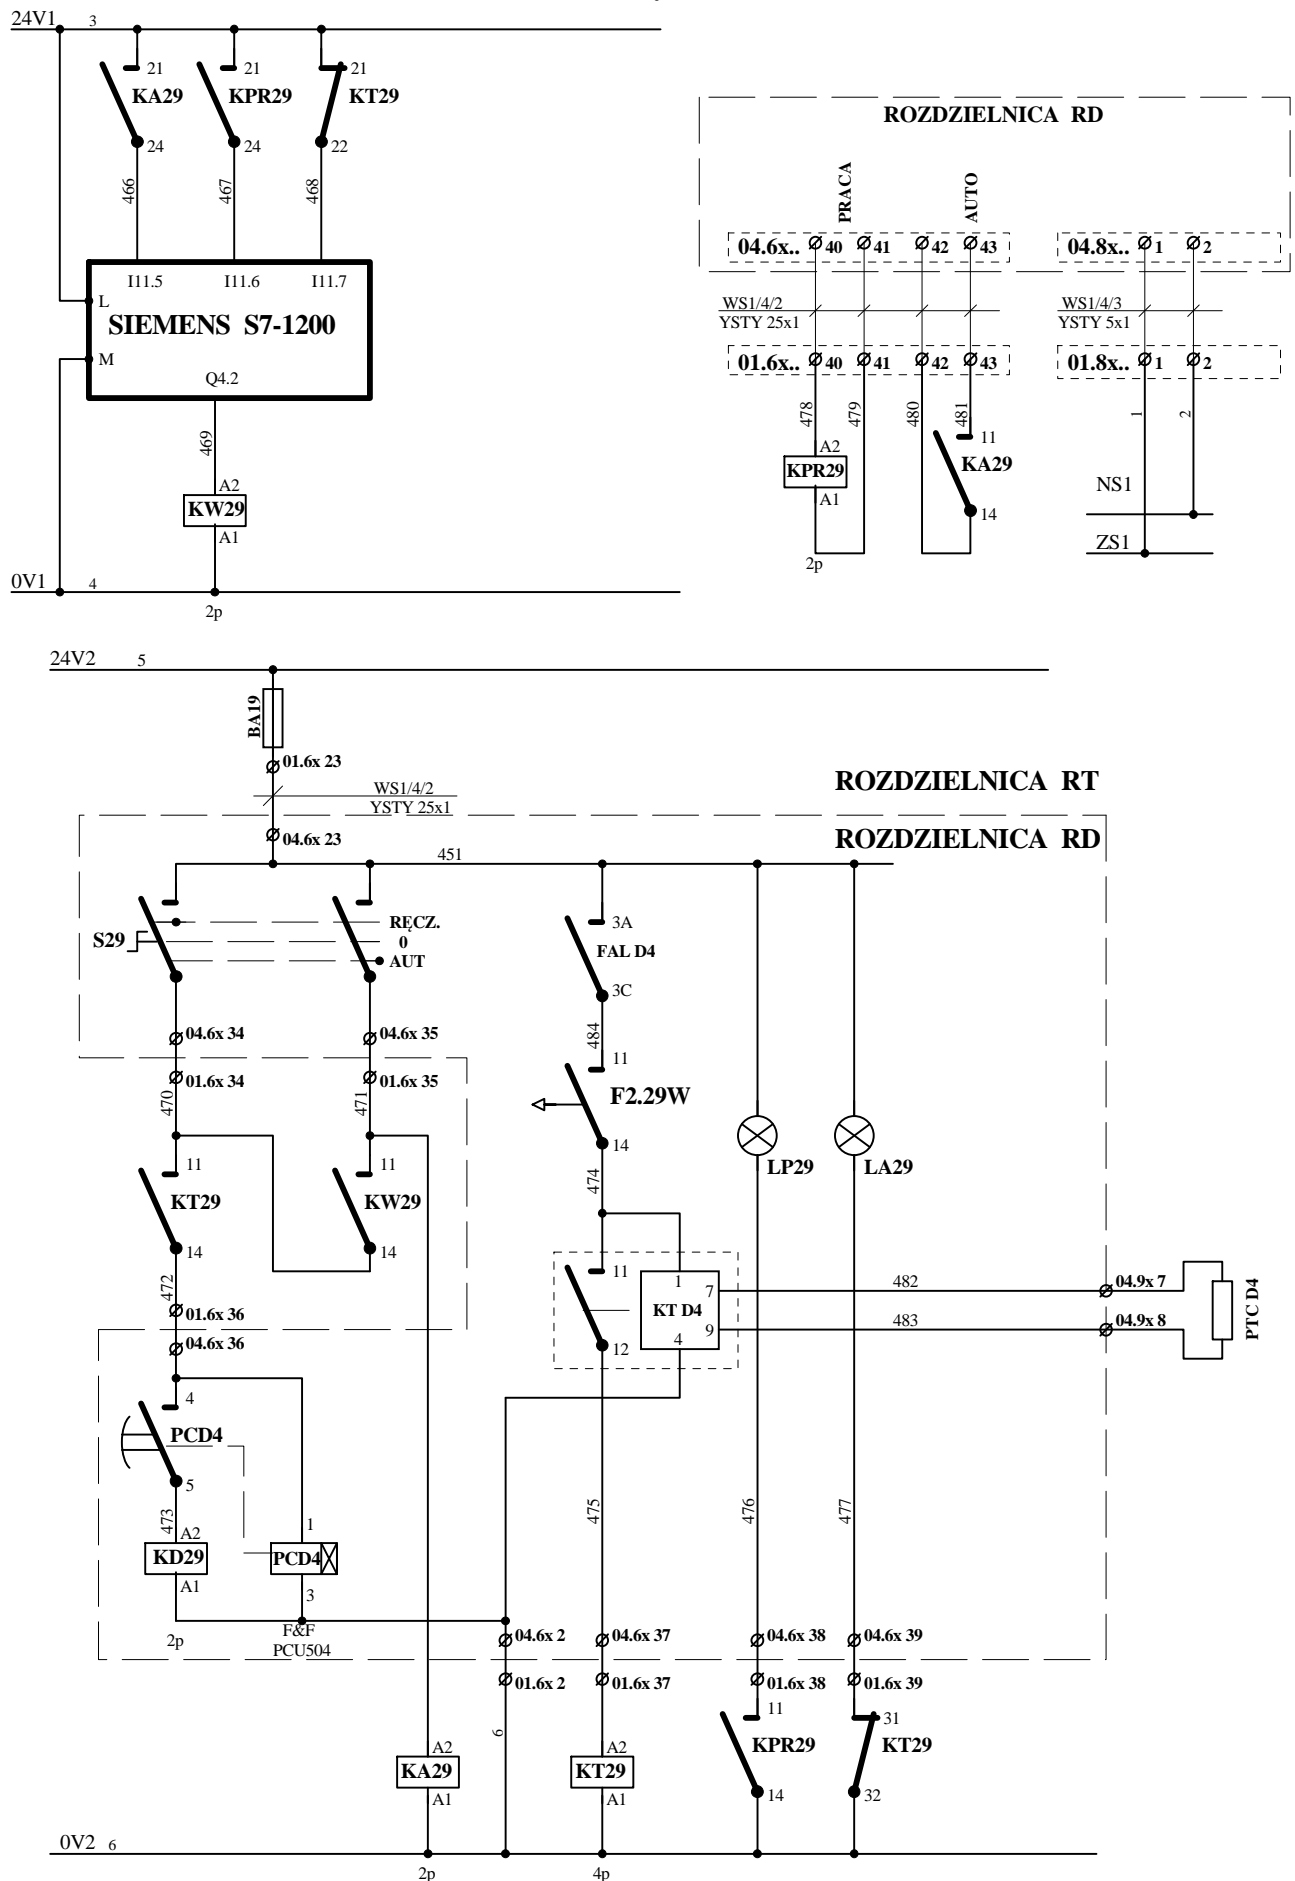 24V1 3
21 21 21
KA29 KPR29 KT29
24 24 22
466 467 468
I11.5 I11.6 I11.7
L
SIEMENS S7-1200
M
Q4.2
469
A2
KW29
A1
0V1 4
2p
ROZDZIELNICA RD
PRACA AUTO
04.6x.. 40 41 42 43 04.8x.. 1 2
WS1/4/2 WS1/4/3
YSTY 25x1 YSTY 5x1
01.6x.. 40 41 42 43 01.8x.. 1 2
478 479 480 481 1 2
A2 11
KPR29 KA29
A1 14
2p
NS1
ZS1
24V2 5
BA19
01.6x 23
WS1/4/2
YSTY 25x1
ROZDZIELNICA RT
04.6x 23
ROZDZIELNICA RD
451
S29
RĘCZ.
0
AUT
3A
FAL D4
3C
484
04.6x 34 04.6x 35
01.6x 34 01.6x 35
470 471
11
F2.29W
14
474
LP29 LA29
11 11
KT29 KW29
14 14
472
01.6x 36
04.6x 36
11
12
1
7
KT D4
9
4
482
483
04.9x 7
04.9x 8
PTC D4
4
PCD4
5
473
A2
KD29
A1
2p
1
PCD4
3
F&F
PCU504
475 476 477
04.6x 2 04.6x 37 04.6x 38 04.6x 39
01.6x 2 01.6x 37 01.6x 38 01.6x 39
6
A2
KA29
A1
A2
KT29
A1
11
KPR29
14
31
KT29
32
0V2 6
2p 4p